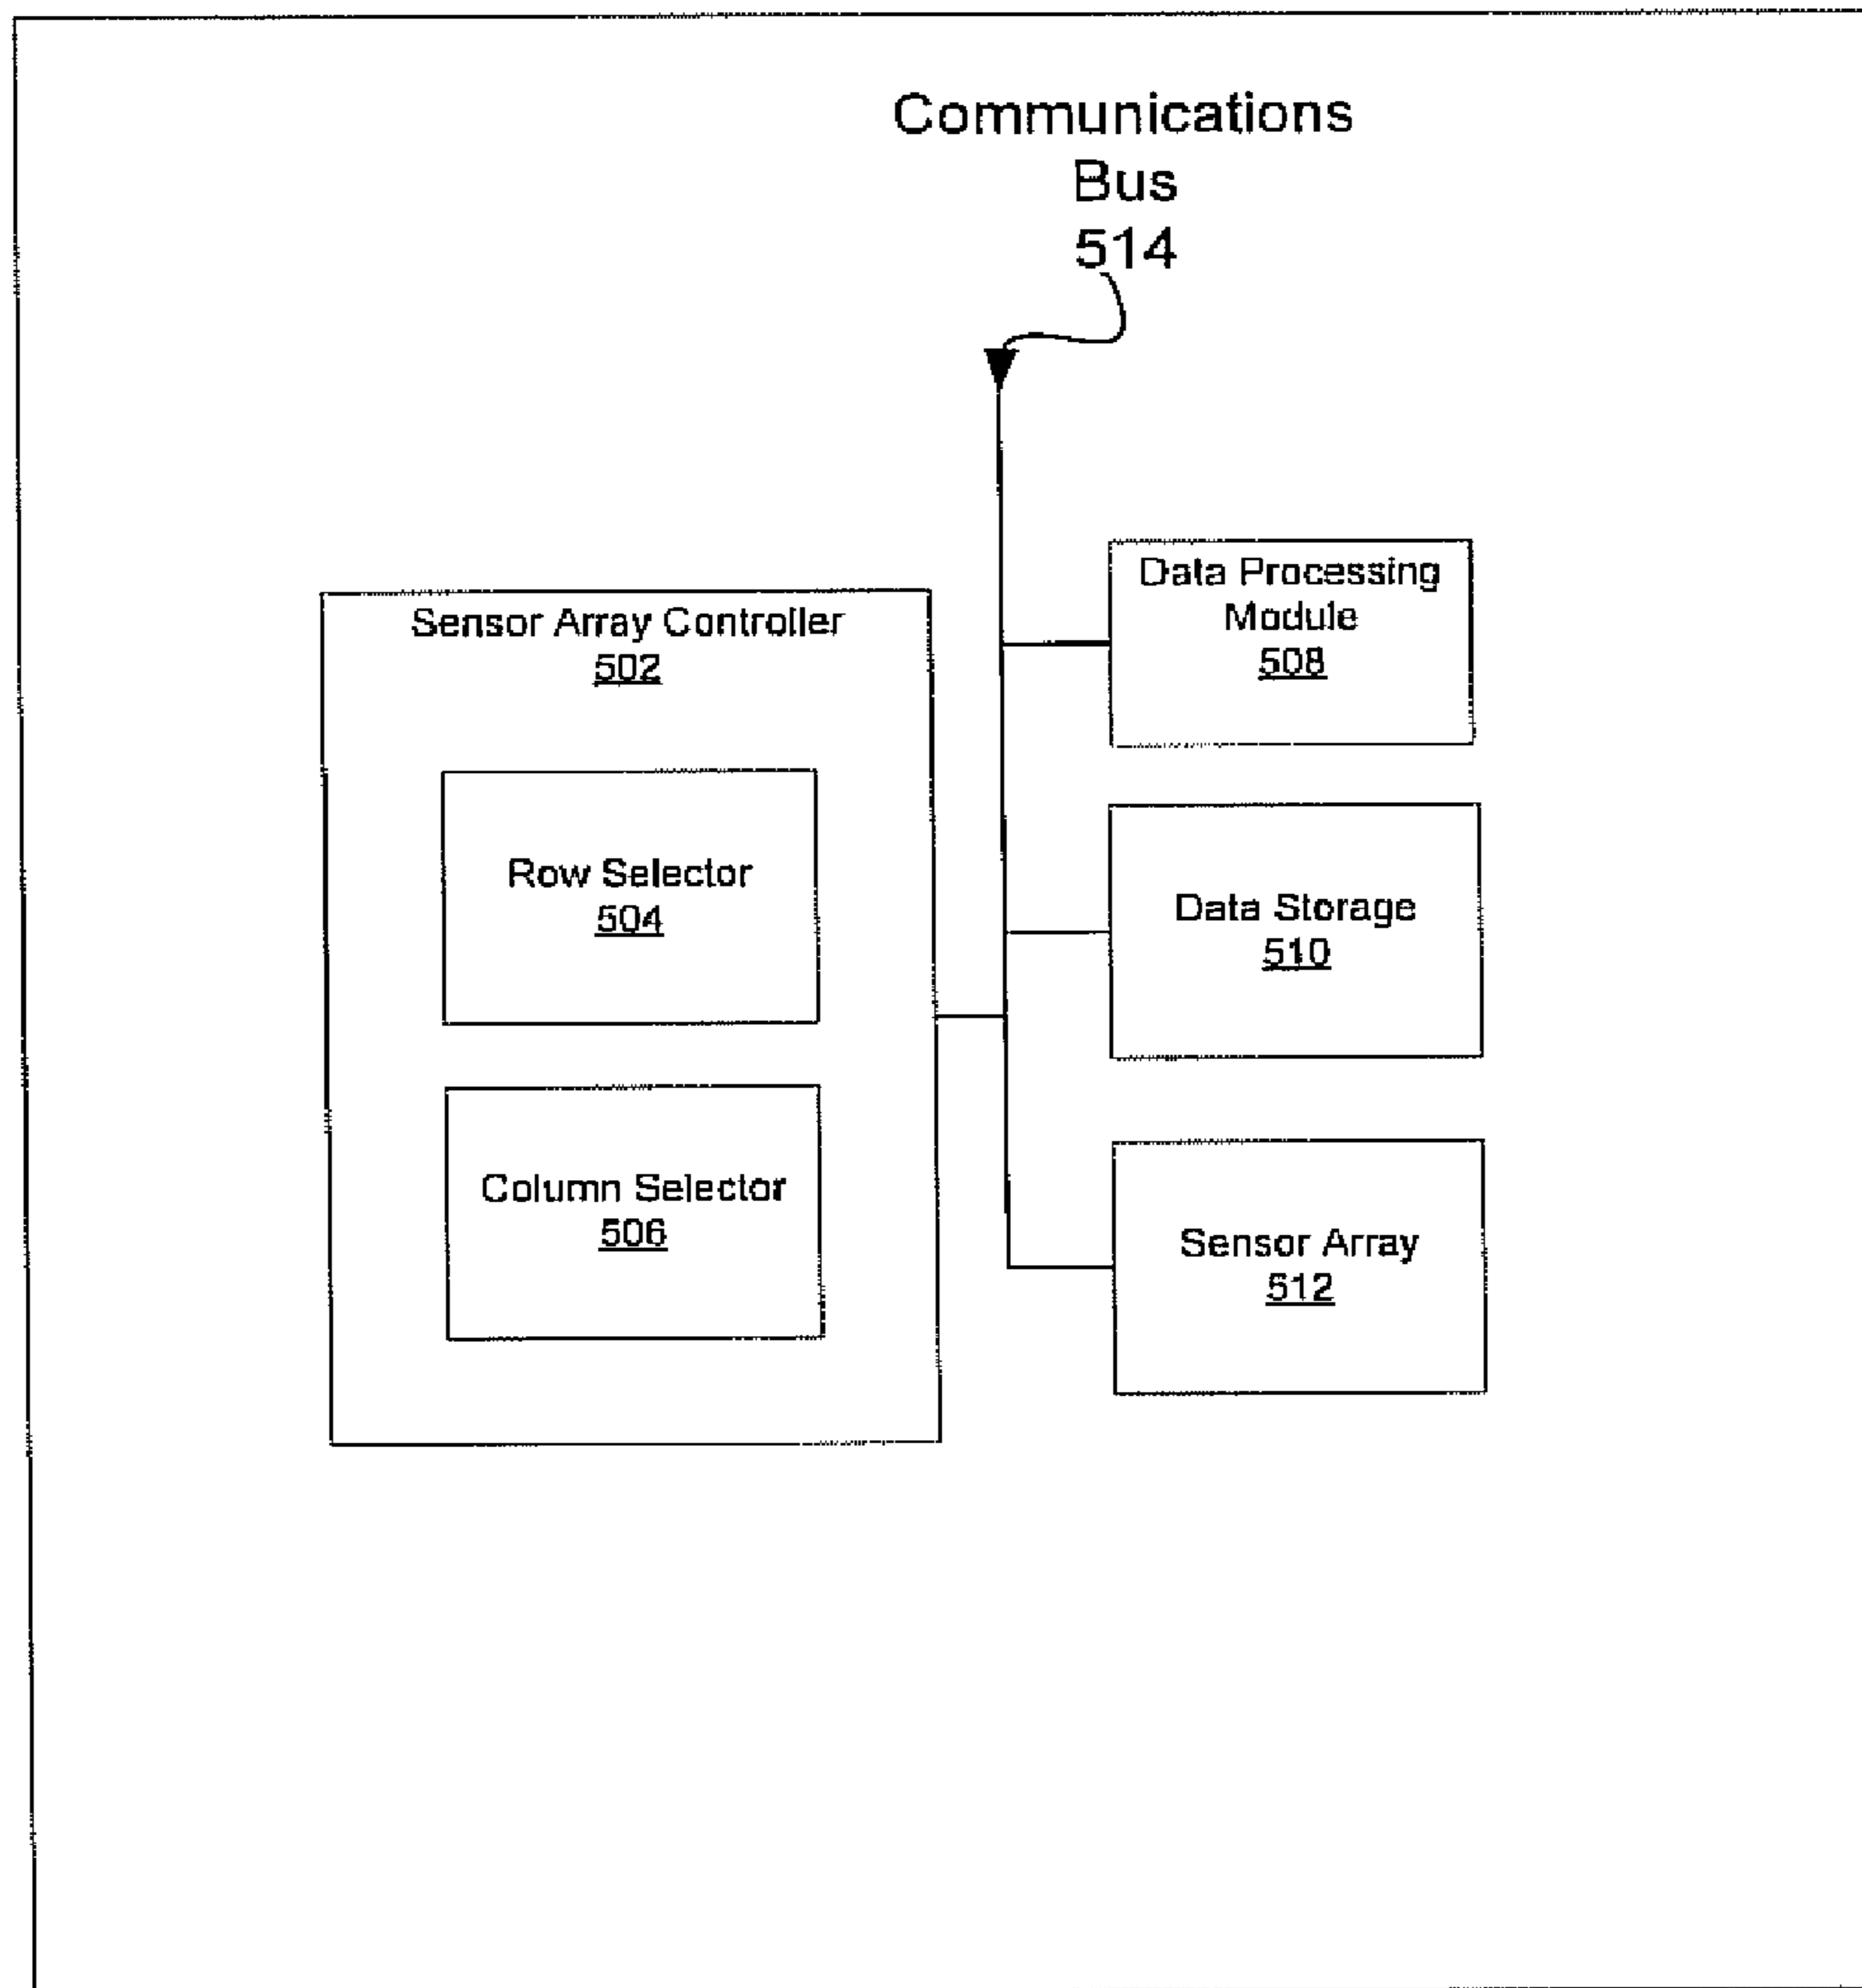 Communications
Bus
514
Sensor Array Controller
502
Row Selector
504
Column Selector
506
Data Processing
Module
508
Data Storage
510
Sensor Array
512